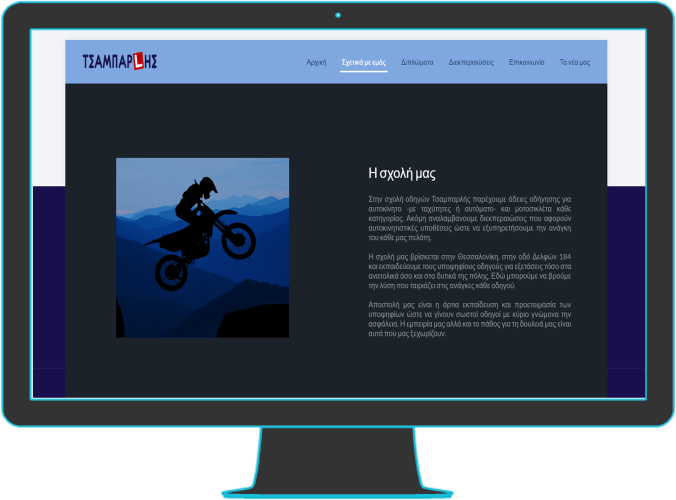 ΤΣΑΜΠΑΡLΗΣ
Αρχική Σχετικά με εμάς Διπλώματα Διεκπεραιώσεις Επικοινωνία Τα νέα μας
Η σχολή μας
Στην σχολή οδηγών Τσαμπαρλής παρέχουμε άδειες οδήγησης για
αυτοκίνητο -με ταχύτητες ή αυτόματο- και μοτοσικλέτα κάθε
κατηγορίας. Ακόμη αναλαμβανουμε διεκπεραιώσεις που αφορούν
αυτοκινητιστικές υποθέσεις ώστε να εξυπηρετήσουμε την ανάγκη
του κάθε μας πελάτη.
Η σχολή μας βρίσκεται στην Θεσσαλονίκη, στην οδό Δελφών 184
και εκπαιδεύουμε τους υποψηφίους οδηγούς για εξετάσεις τόσο στα
ανατολικά όσο και στα δυτικά της πόλης. Εδώ μπορούμε να βρούμε
την λύση που ταιριάζει στις ανάγκες κάθε οδηγού.
Αποστολή μας είναι η άρτια εκπαίδευση και προετοιμασία των
υποψηφίων ώστε να γίνουν σωστοί οδηγοί με κύριο γνώμονα την
ασφάλεια. Η εμπειρία μας αλλά και το πάθος για τη δουλειά μας είναι
αυτά που μας ξεχωρίζουν.